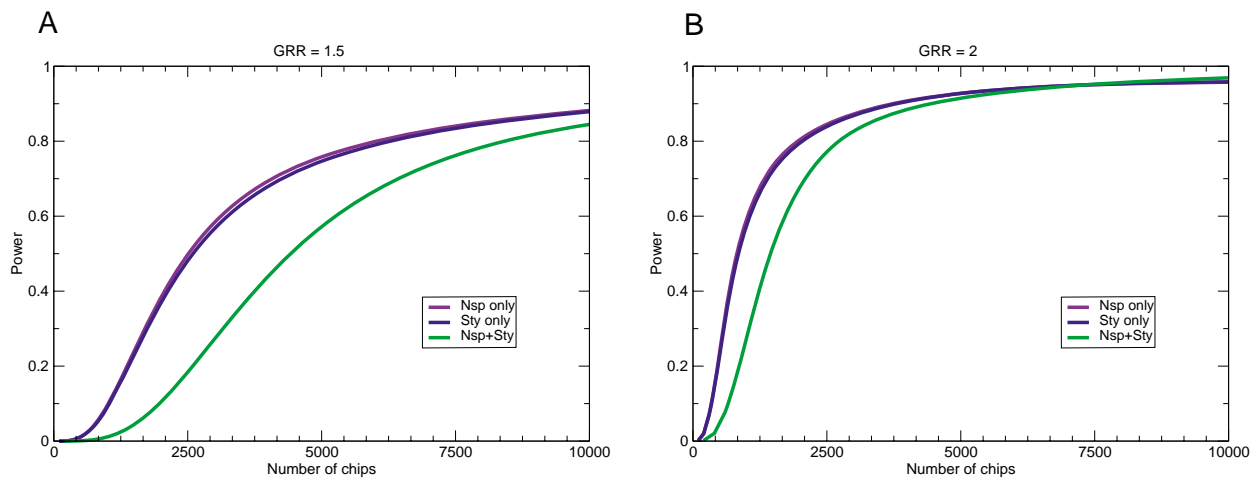 A
GRR = 1.5
1
0.8
0.6
0.4
0.2
0
Power
Nsp only
Sty only
Nsp+Sty
0 2500 5000 7500 10000
Number of chips
B
GRR = 2
1
0.8
0.6
0.4
0.2
0
Power
Nsp only
Sty only
Nsp+Sty
0 2500 5000 7500 10000
Number of chips